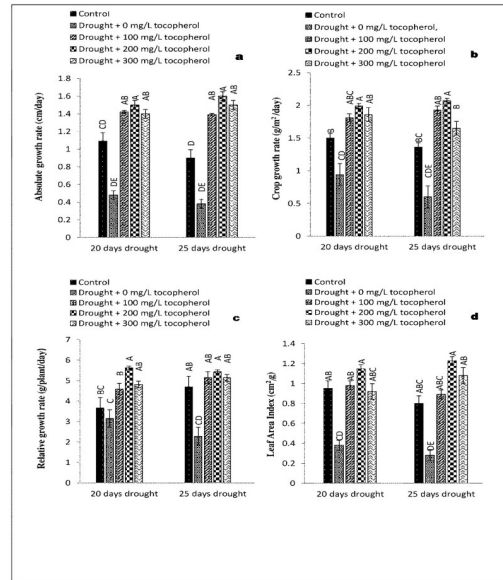 Control
Drought + 0 mg/L tocopherol
Drought + 100 mg/L tocopherol
Drought + 200 mg/L tocopherol
Drought + 300 mg/L tocopherol
a
Absolute growth rate (cm/day)
1.8
1.6
1.4
1.2
1
0.8
0.6
0.4
0.2
0
CD
DE
AB
A
AB
D
DE
AB
A
AB
20 days drought
25 days drought
Control
Drought + 0 mg/L tocopherol,
Drought + 100 mg/L tocopherol
Drought + 200 mg/L tocopherol
Drought + 300 mg/L tocopherol
b
Crop growth rate (g/m²/day)
2.5
2
1.5
1
0.5
0
CD
ABC
A
AB
BC
CDE
AB
A
B
20 days drought
25 days drought
Control
Drought + 0 mg/L tocopherol
Drought + 100 mg/L tocopherol
Drought + 200 mg/L tocopherol
Drought + 300 mg/L tocopherol
c
Relative growth rate (g/plant/day)
7
6
5
4
3
2
1
0
BC
C
B
A
AB
AB
CD
AB
A
AB
20 days drought
25 days drought
Control
Drought + 0 mg/L tocopherol
Drought + 100 mg/L tocopherol
Drought + 200 mg/L tocopherol
Drought + 300 mg/L tocopherol
d
Leaf Area Index (cm²g)
1.4
1.2
1
0.8
0.6
0.4
0.2
0
AB
CD
AB
A
ABC
ABC
DE
ABC
A
AB
20 days drought
25 days drought